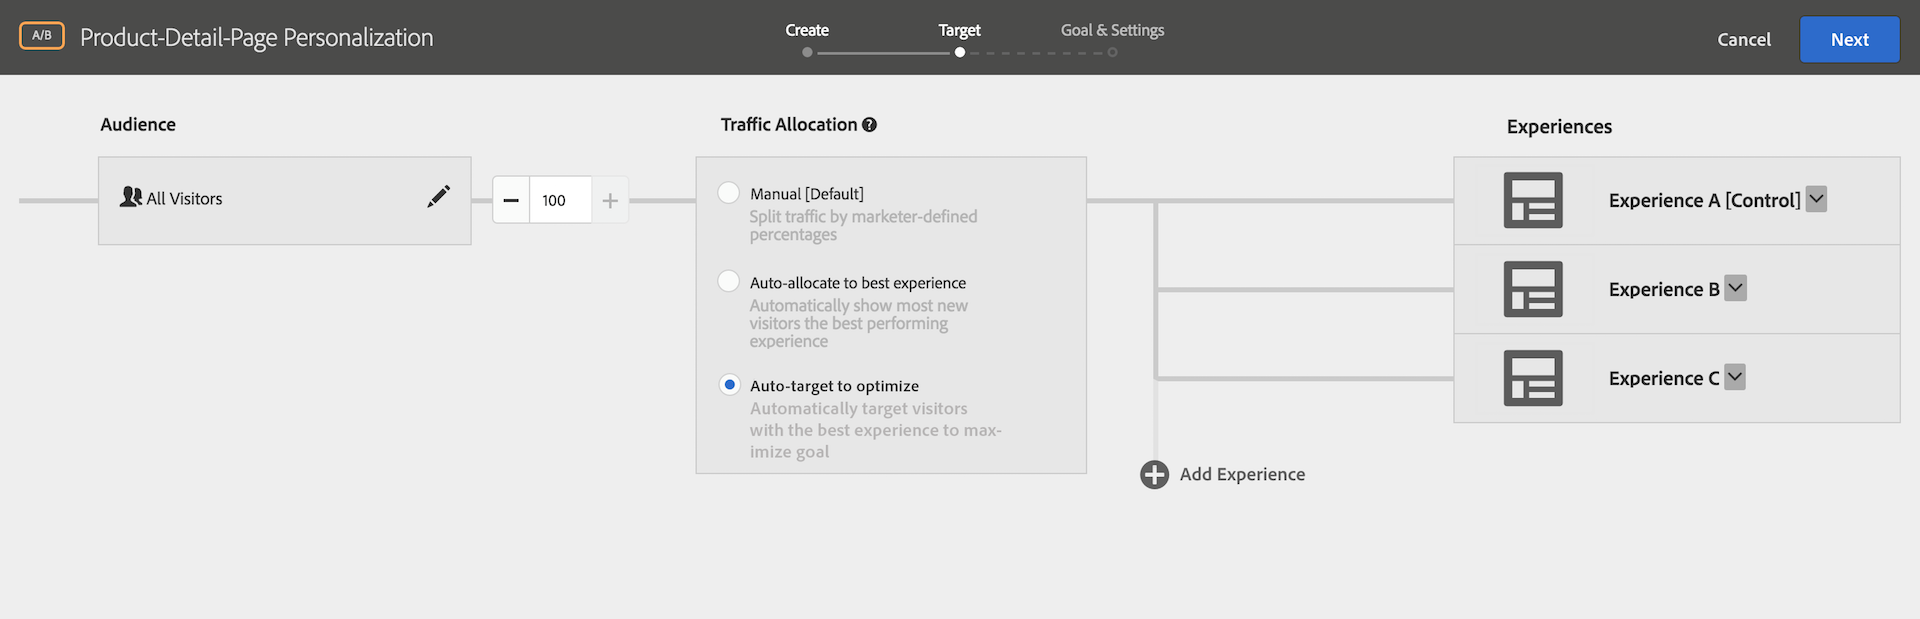 A/B
Product-Detail-Page Personalization
Create
Target
Goal & Settings
Cancel
Next
Audience
All Visitors
100
Traffic Allocation
Manual [Default]
Split traffic by marketer-defined
percentages
Auto-allocate to best experience
Automatically show most new
visitors the best performing
experience
Auto-target to optimize
Automatically target visitors
with the best experience to max-
imize goal
Experiences
Experience A [Control]
Experience B
Experience C
Add Experience